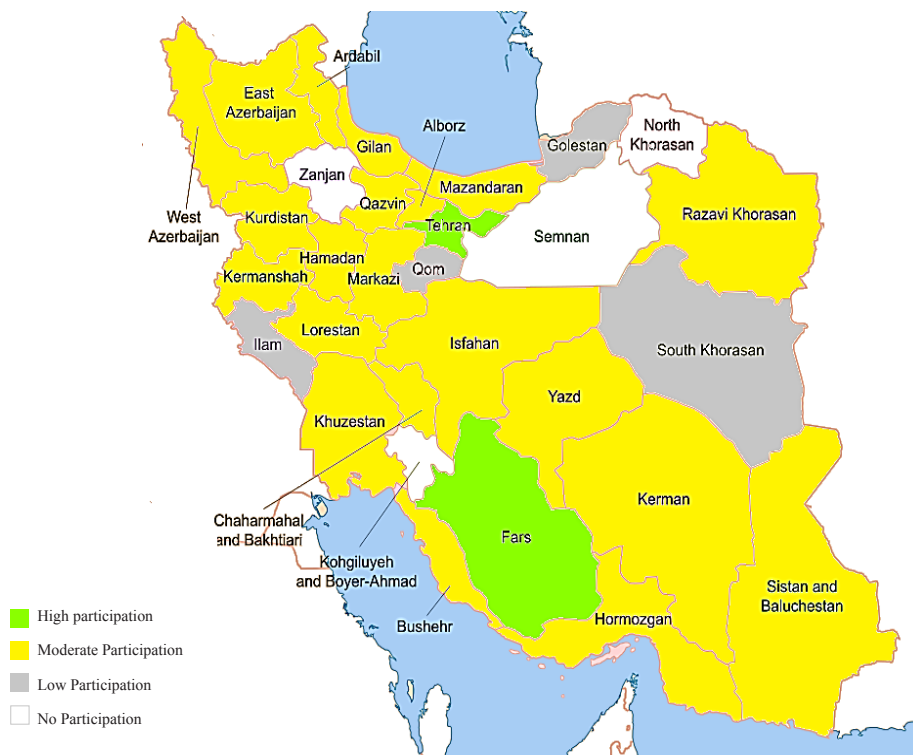 Ardabil
East
Azerbaijan
Alborz
Gilan
Golestan
North
Khorasan
Zanjan
Mazandaran
Qazvin
West
Azerbaijan
Kurdistan
Tehran
Razavi Khorasan
Semnan
Hamadan
Qom
Kermanshah
Markazi
Lorestan
Ilam
Isfahan
South Khorasan
Yazd
Khuzestan
Kerman
Chaharmahal
and Bakhtiari
Fars
Kohgiluyeh
and Boyer-Ahmad
Sistan and
Baluchestan
Hormozgan
Bushehr
High participation
Moderate Participation
Low Participation
No Participation